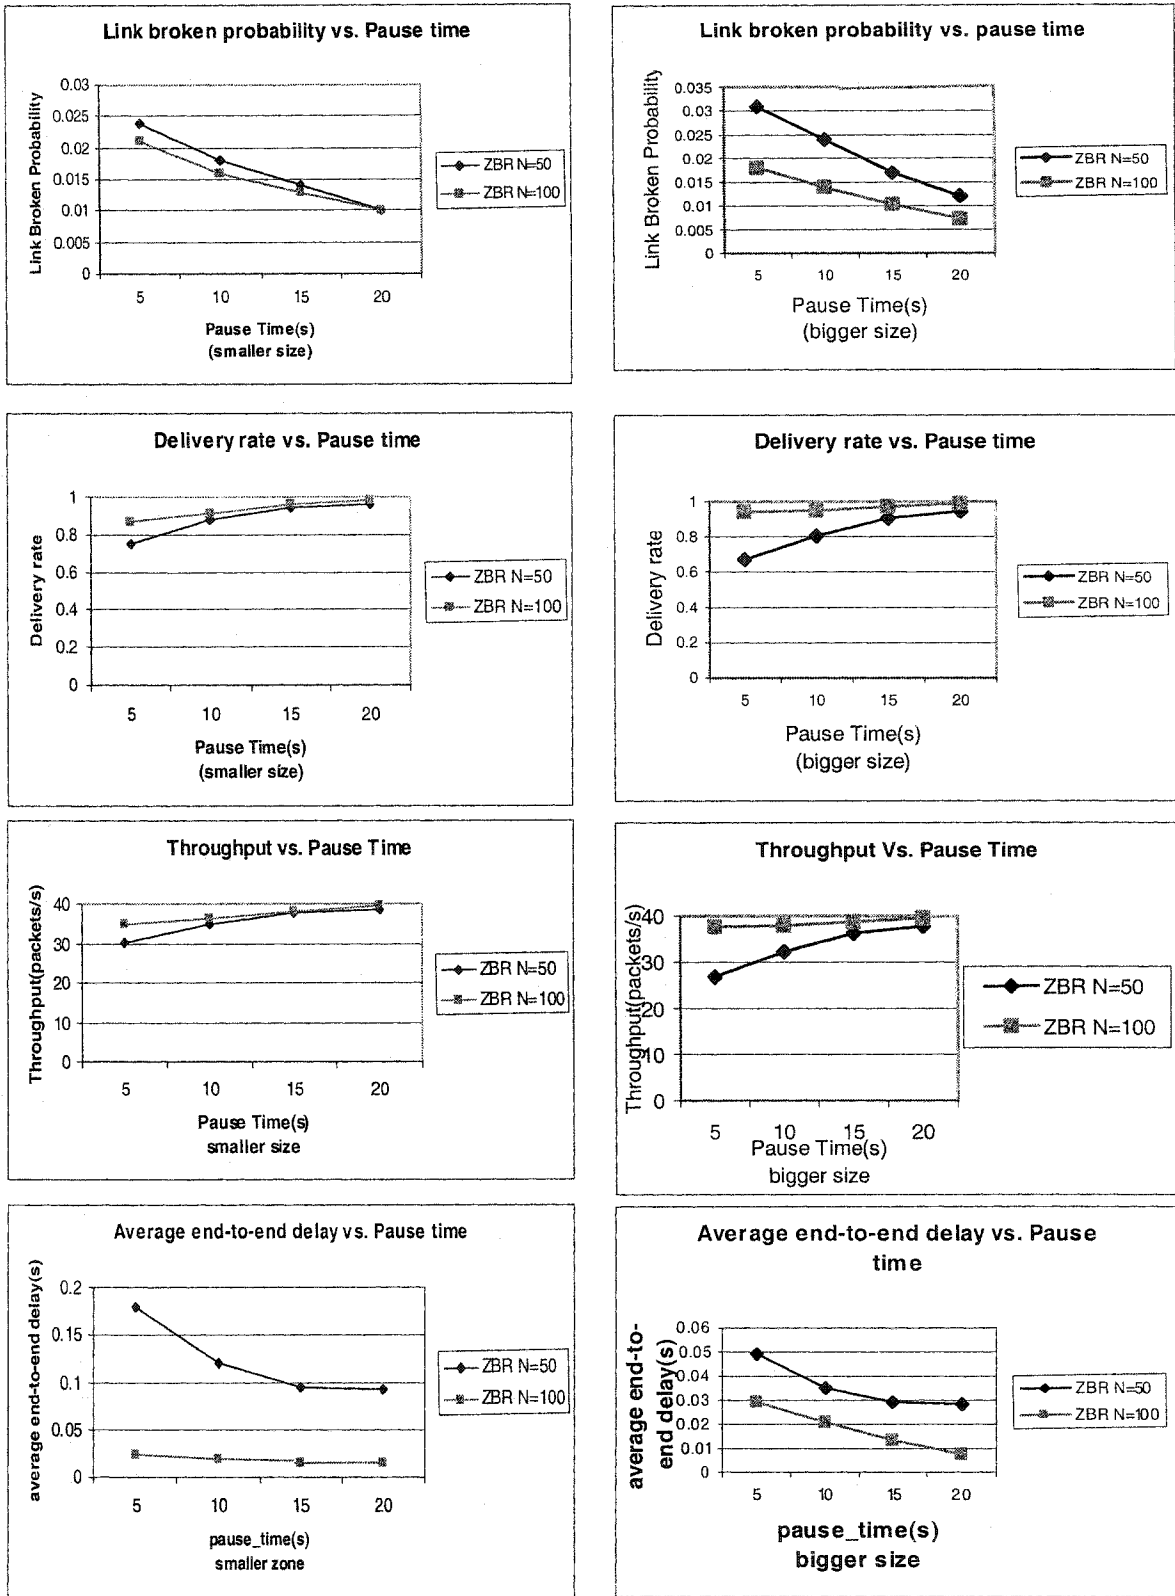 Link broken probability vs. Pause time
Link Broken Probability
0.03
0.025
0.02
0.015
0.01
0.005
0
5 10 15 20
Pause Time(s)
(smaller size)
ZBR N=50
ZBR N=100
Link broken probability vs. pause time
Link Broken Probability
0.035
0.03
0.025
0.02
0.015
0.01
0.005
0
5 10 15 20
Pause Time(s)
(bigger size)
ZBR N=50
ZBR N=100
Delivery rate vs. Pause time
Delivery rate
1
0.8
0.6
0.4
0.2
0
5 10 15 20
Pause Time(s)
(smaller size)
ZBR N=50
ZBR N=100
Delivery rate vs. Pause time
Delivery rate
1
0.8
0.6
0.4
0.2
0
5 10 15 20
Pause Time(s)
(bigger size)
ZBR N=50
ZBR N=100
Throughput vs. Pause Time
Throughput(packets/s)
40
30
20
10
0
5 10 15 20
Pause Time(s)
smaller size
ZBR N=50
ZBR N=100
Throughput Vs. Pause Time
Throughput(packets/s)
40
30
20
10
0
5 10 15 20
Pause Time(s)
bigger size
ZBR N=50
ZBR N=100
Average end-to-end delay vs. Pause time
average end-to-end delay(s)
0.2
0.15
0.1
0.05
0
5 10 15 20
pause_time(s)
smaller zone
ZBR N=50
ZBR N=100
Average end-to-end delay vs. Pause
time
average end-to-
end delay(s)
0.06
0.05
0.04
0.03
0.02
0.01
0
5 10 15 20
pause_time(s)
bigger size
ZBR N=50
ZBR N=100